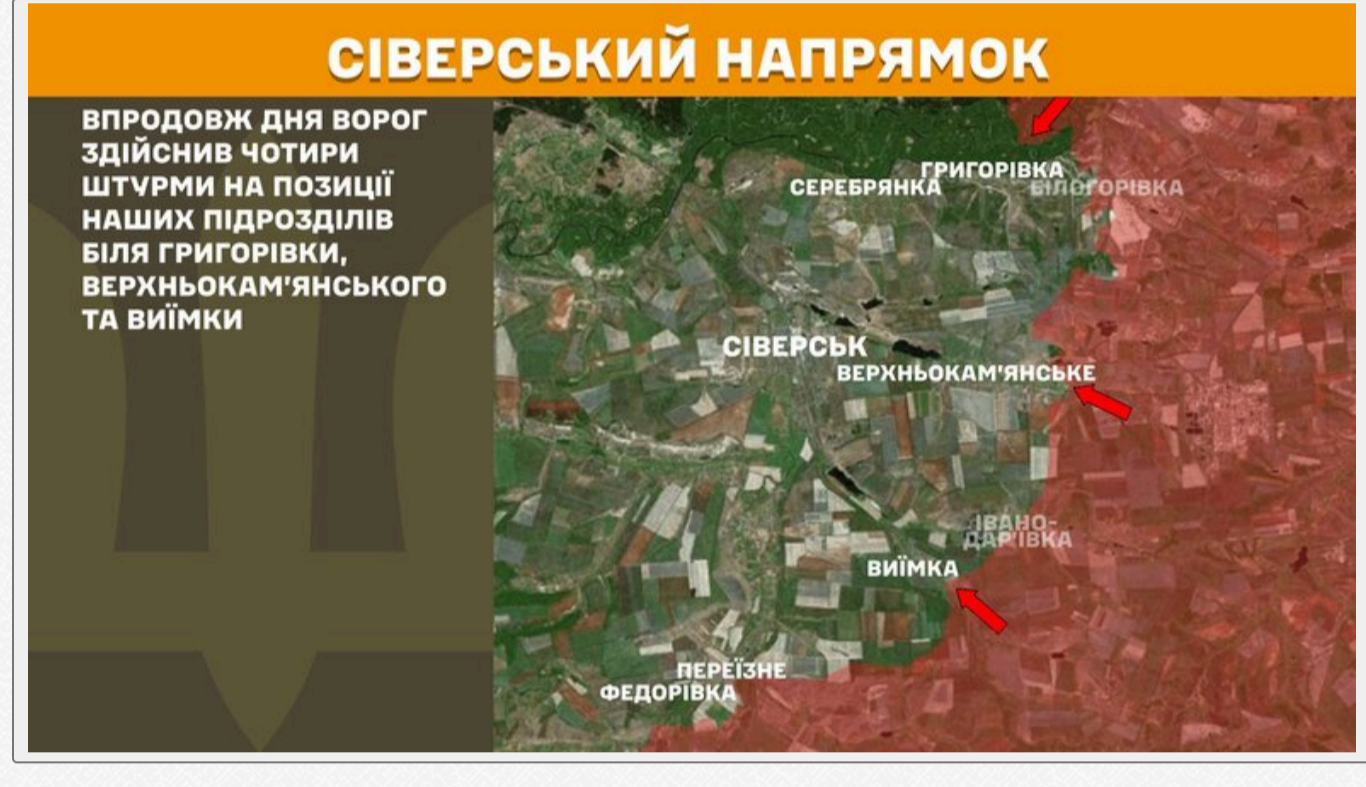 СІВЕРСЬКИЙ НАПРЯМОК
ВПРОДОВЖ ДНЯ ВОРОГ
ЗДІЙСНИВ ЧОТИРИ
ШТУРМИ НА ПОЗИЦІЇ
НАШИХ ПІДРОЗДІЛІВ
БІЛЯ ГРИГОРІВКИ,
ВЕРХНЬОКАМ'ЯНСЬКОГО
ТА ВИЇМКИ
ГРИГОРІВКА
СЕРЕБРЯНКА
БІЛОГОРІВКА
СІВЕРСЬК
ВЕРХНЬОКАМ'ЯНСЬКЕ
ІВАНО-
ДАР'ІВКА
ВИЇМКА
ПЕРЕЇЗНЕ
ФЕДОРІВКА